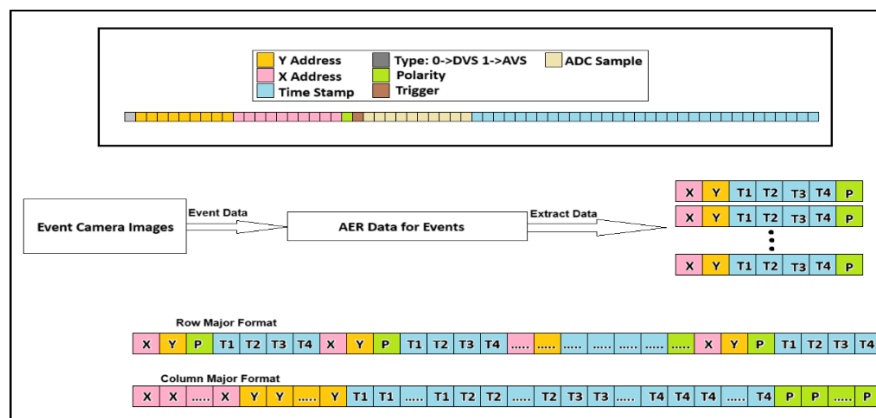 Y Address Type: 0->DVS 1->AVS ADC Sample
X Address Polarity
Time Stamp Trigger
X Y T1 T2 T3 T4 P
Event Camera Images Event Data AER Data for Events Extract Data
X Y T1 T2 T3 T4 P
X Y T1 T2 T3 T4 P
Row Major Format
X Y P T1 T2 T3 T4 X Y P T1 T2 T3 T4 ..... ..... ..... ..... ..... ..... ..... X Y P T1 T2 T3 T4
Column Major Format
X X ..... X Y Y ..... Y T1 T1 ..... T1 T2 T2 ..... T2 T3 T3 ..... T4 T4 T4 ..... T4 P P ..... P